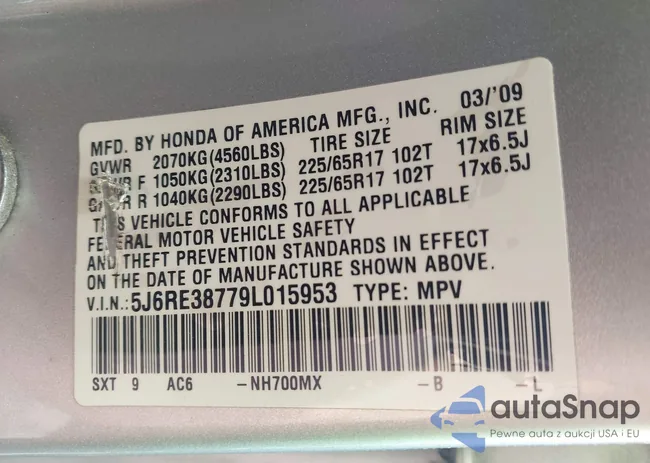 MFD. BY HONDA OF AMERICA MFG., INC. 03/'09
GVWR 2070KG(4560LBS) TIRE SIZE RIM SIZE
F 1050KG(2310LBS) 225/65R17 102T 17x6.5J
R 1040KG(2290LBS) 225/65R17 102T 17x6.5J
THIS VEHICLE CONFORMS TO ALL APPLICABLE
FEDERAL MOTOR VEHICLE SAFETY
AND THEFT PREVENTION STANDARDS IN EFFECT
ON THE DATE OF MANUFACTURE SHOWN ABOVE.
V.I.N.:5J6RE38779L015953 TYPE: MPV
SXT 9 AC6 -NH700MX -B -L
autaSnap
Pewne auta z aukcji USA i EU